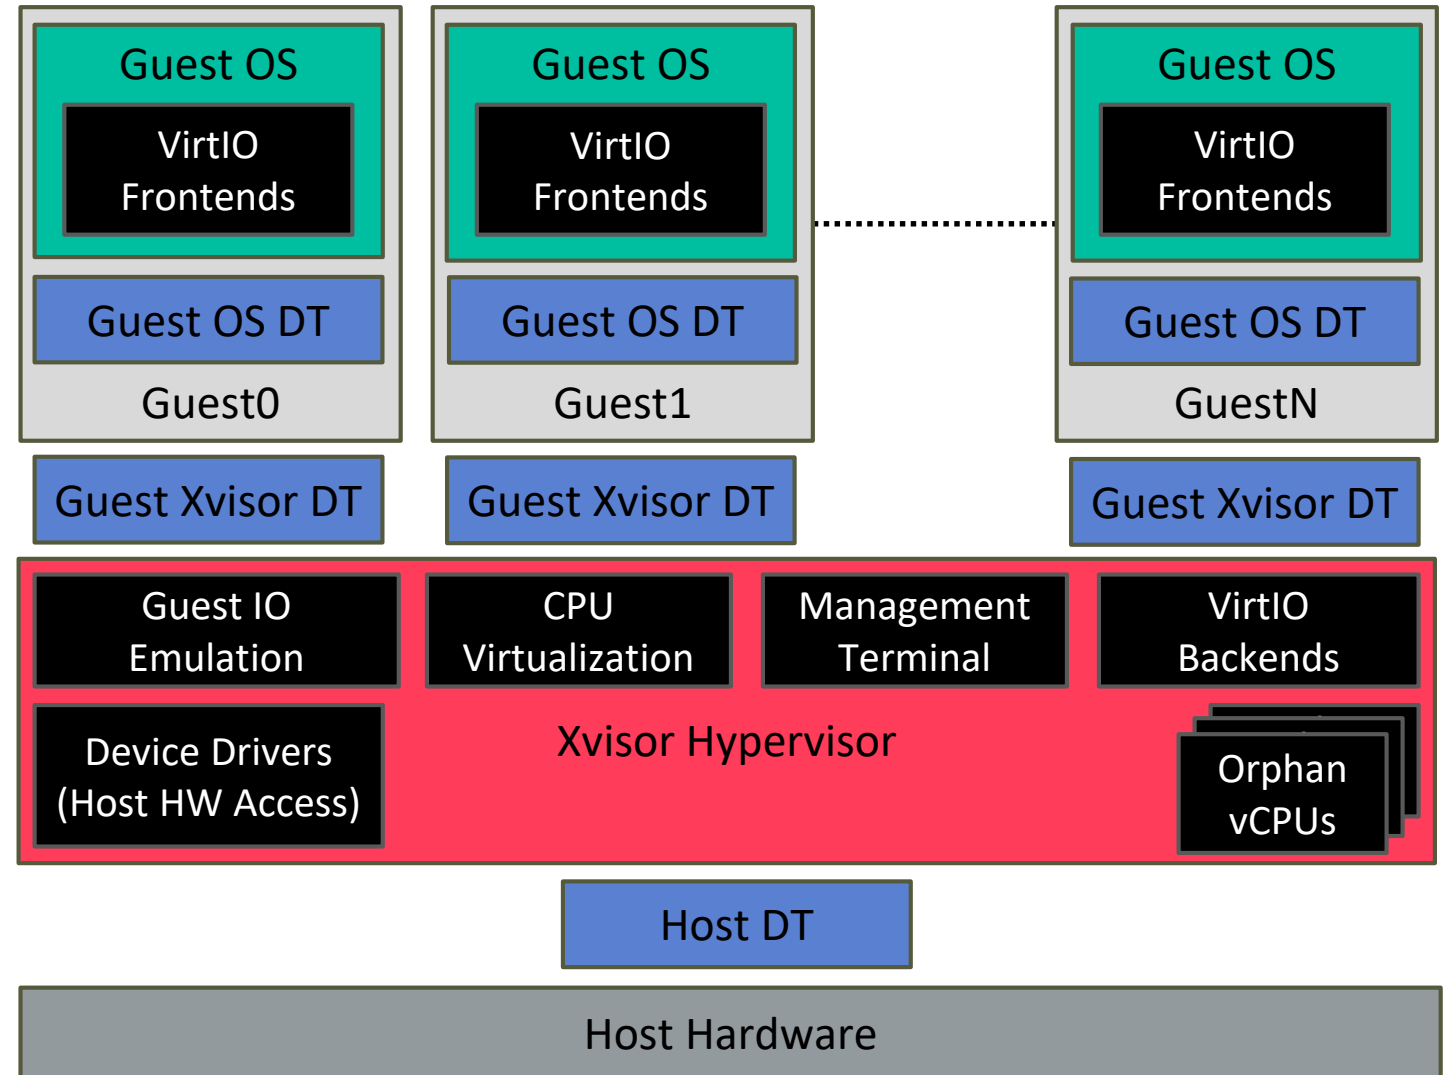 Guest OS
VirtIO
Frontends
Guest OS DT
Guest0
Guest OS
VirtIO
Frontends
Guest OS DT
Guest1
Guest OS
VirtIO
Frontends
Guest OS DT
GuestN
Guest Xvisor DT
Guest Xvisor DT
Guest Xvisor DT
Guest IO
Emulation
CPU
Virtualization
Management
Terminal
VirtIO
Backends
Device Drivers
(Host HW Access)
Xvisor Hypervisor
Orphan
vCPUs
Host DT
Host Hardware